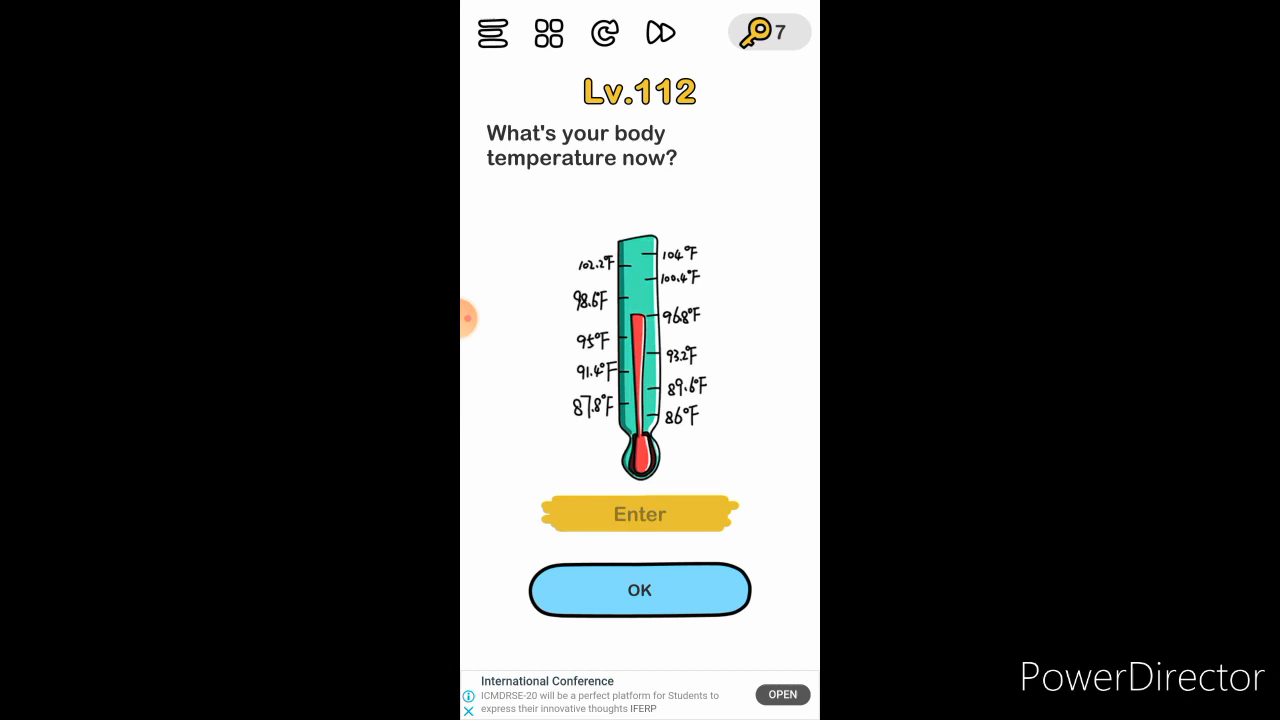 7
Lv.112
What's your body
temperature now?
104°F
102.2°F
100.4°F
98.6°F
96.8°F
95°F
93.2°F
91.4°F
89.6°F
87.8°F
86°F
Enter
OK
International Conference
ICMDRSE-20 will be a perfect platform for Students to
express their innovative thoughts IFERP
OPEN
PowerDirector